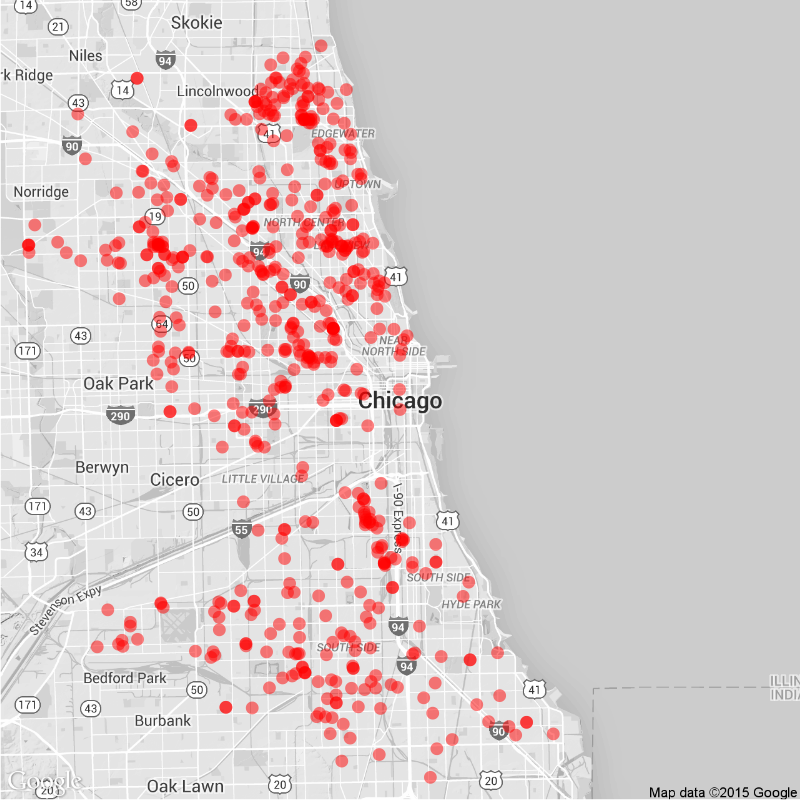 14
58
21
Skokie
Niles
94
rk Ridge
14
Lincolnwood
43
41
EDGEWATER
90
UPTOWN
Norridge
19
NORTH CENTER
94
41
50
90
64
43
171
NEAR
NORTH SIDE
50
Oak Park
290
290
Chicago
Berwyn
Cicero
LITTLE VILLAGE
171
43
50
I-90 Express
41
55
34
SOUTH SIDE
Stevenson Expy
HYDE PARK
94
SOUTH SIDE
94
Bedford Park
50
41
ILLIN
INDIA
171
43
Burbank
90
Google
20
Oak Lawn
20
20
Map data ©2015 Google